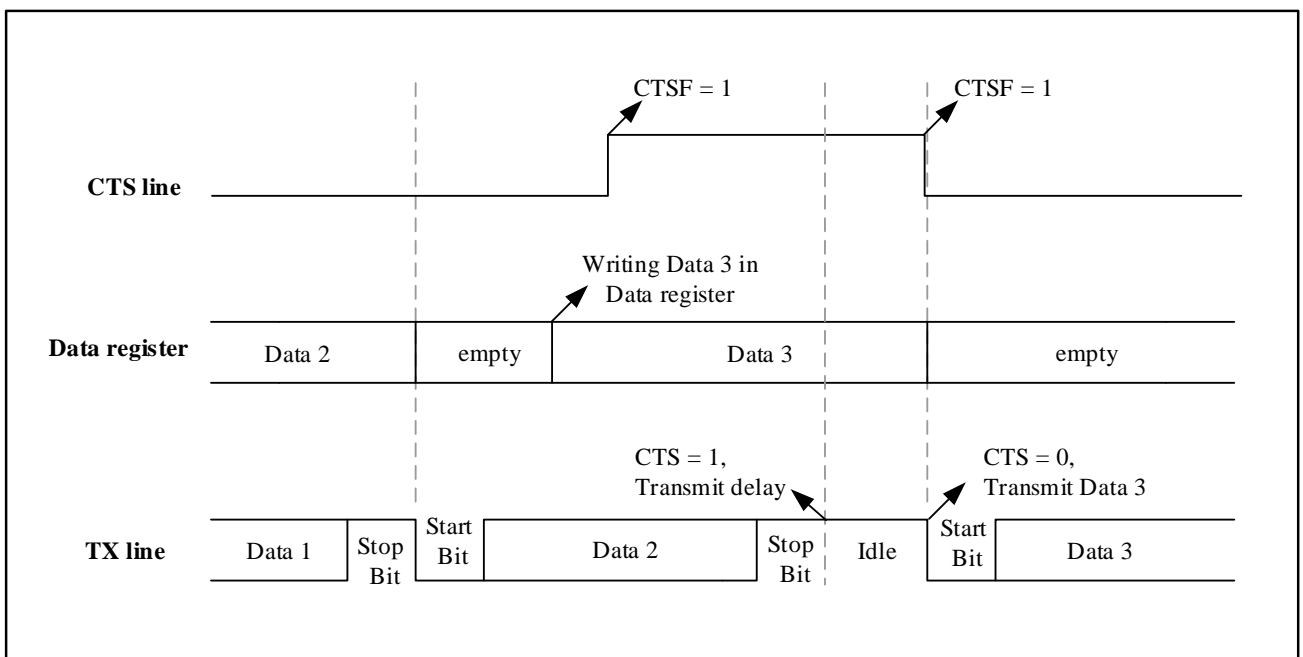 CTSF = 1
CTSF = 1
CTS line
Writing Data 3 in
Data register
Data register
Data 2
empty
Data 3
empty
CTS = 1,
Transmit delay
CTS = 0,
Transmit Data 3
TX line
Data 1
Stop
Bit
Start
Bit
Data 2
Stop
Bit
Idle
Start
Bit
Data 3